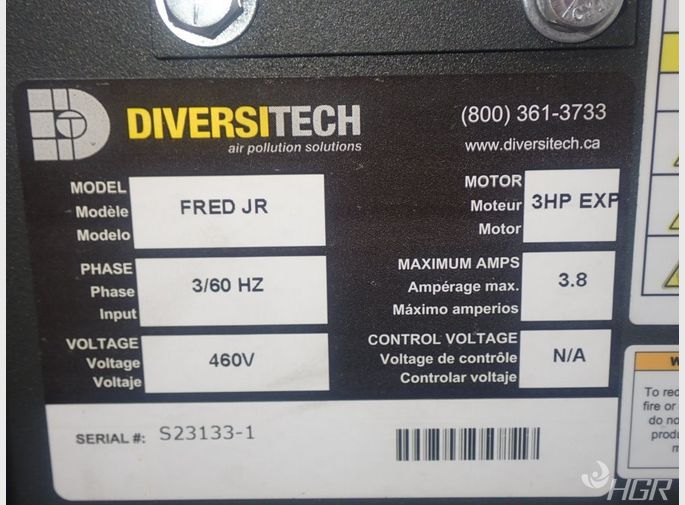 DIVERSITECH
air pollution solutions
(800) 361-3733
www.diversitech.ca
MODEL
Modèle
Modelo
FRED JR
MOTOR
Moteur
Motor
3HP EXP
PHASE
Phase
Input
3/60 HZ
MAXIMUM AMPS
Ampérage max.
Máximo amperios
3.8
VOLTAGE
Voltage
Voltaje
460V
CONTROL VOLTAGE
Voltage de contrôle
Controlar voltaje
N/A
SERIAL #: S23133-1
To
fire or
do
HGR